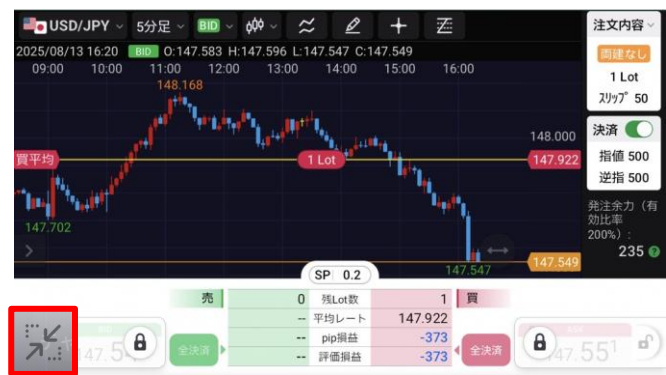 USD/JPY 5分足 BID 注文内容
2025/08/13 16:20 BID O:147.583 H:147.596 L:147.547 C:147.549
09:00 10:00 11:00 12:00 13:00 14:00 15:00 16:00
両建なし
1 Lot
ｽﾘｯﾌﾟ 50
148.168
決済
148.000
指値 500
逆指 500
買平均 1 Lot 147.922
147.702
発注余力（有
効比率
200%）:
235
147.549
147.547
SP 0.2
売 0 残Lot数 1 買
-- 平均レート 147.922
-- pip損益 -373
-- 評価損益 -373
全決済 全決済
147.5
147.551